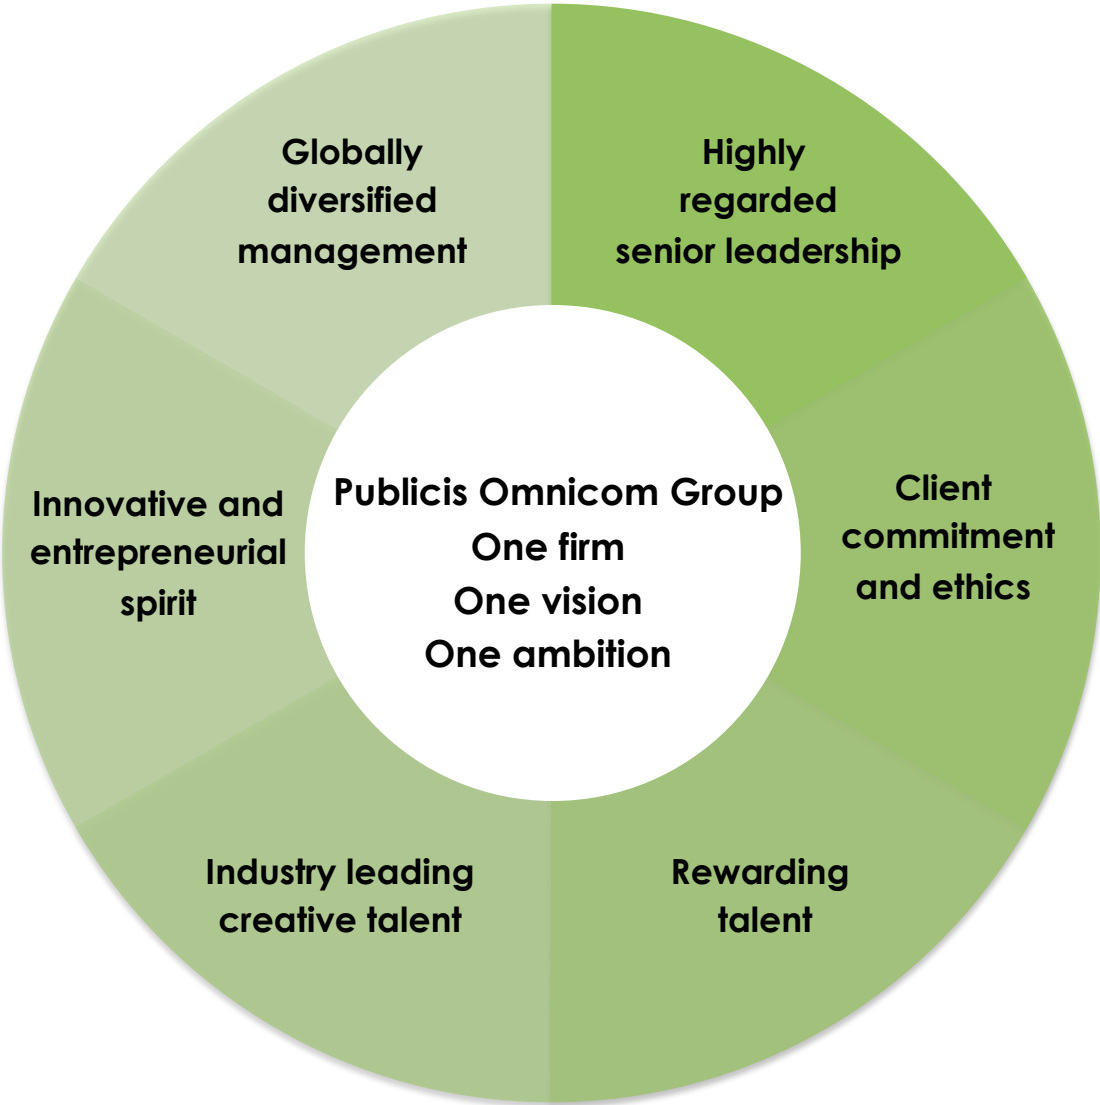 Globally
diversified
management
Highly
regarded
senior leadership
Innovative and
entrepreneurial
spirit
Publicis Omnicom Group
One firm
One vision
One ambition
Client
commitment
and ethics
Industry leading
creative talent
Rewarding
talent